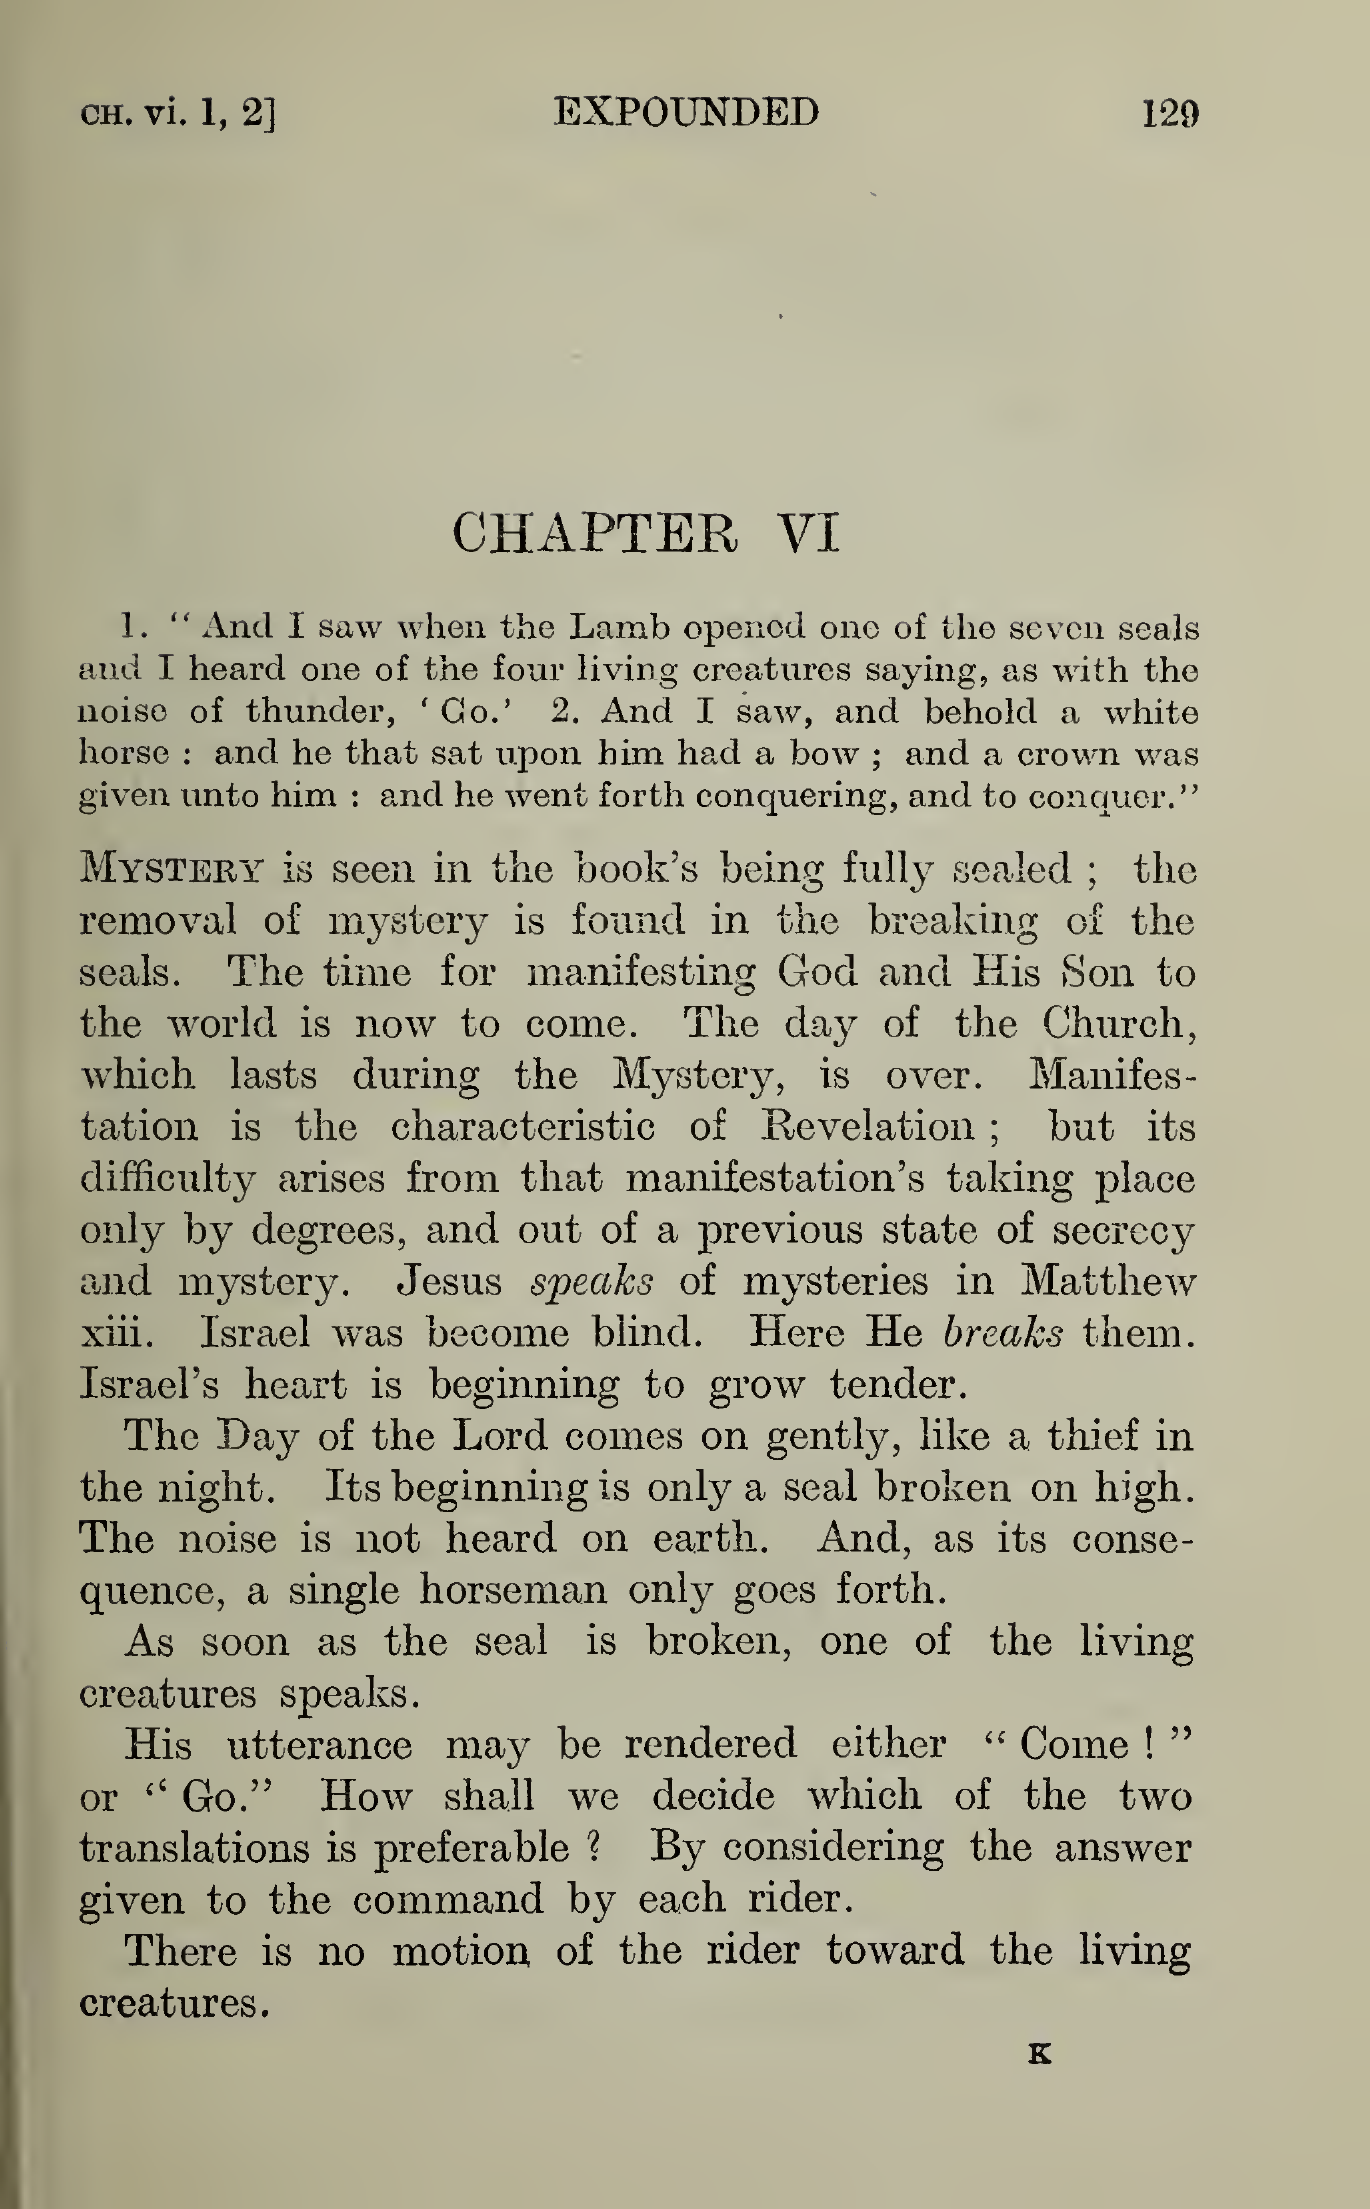 CH. vi. 1, 2] EXPOUNDED 129
CHAPTER VI
1. “ And I saw when the Lamb opened one of the seven seals
and I heard one of the four living creatures saying, as with the
noise of thunder, ‘ Go.’ 2. And I saw, and behold a white
horse : and he that sat upon him had a bow ; and a crown was
given unto him : and he went forth conquering, and to conquer.”
MYSTERY is seen in the book’s being fully sealed ; the
removal of mystery is found in the breaking of the
seals. The time for manifesting God and His Son to
the world is now to come. The day of the Church,
which lasts during the Mystery, is over. Manifes-
tation is the characteristic of Revelation ; but its
difficulty arises from that manifestation’s taking place
only by degrees, and out of a previous state of secrecy
and mystery. Jesus speaks of mysteries in Matthew
xiii. Israel was become blind. Here He breaks them.
Israel’s heart is beginning to grow tender.
The Day of the Lord comes on gently, like a thief in
the night. Its beginning is only a seal broken on high.
The noise is not heard on earth. And, as its conse-
quence, a single horseman only goes forth.
As soon as the seal is broken, one of the living
creatures speaks.
His utterance may be rendered either “ Come ! ”
or “ Go.” How shall we decide which of the two
translations is preferable ? By considering the answer
given to the command by each rider.
There is no motion of the rider toward the living
creatures.
K